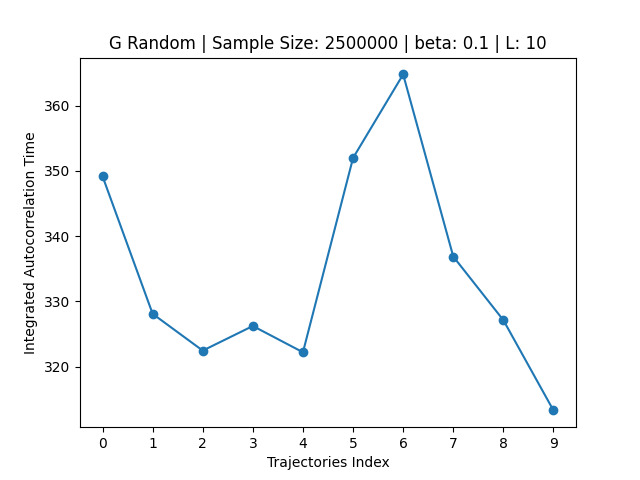 G Random | Sample Size: 2500000 | beta: 0.1 | L: 10
Integrated Autocorrelation Time
360
350
340
330
320
0 1 2 3 4 5 6 7 8 9
Trajectories Index